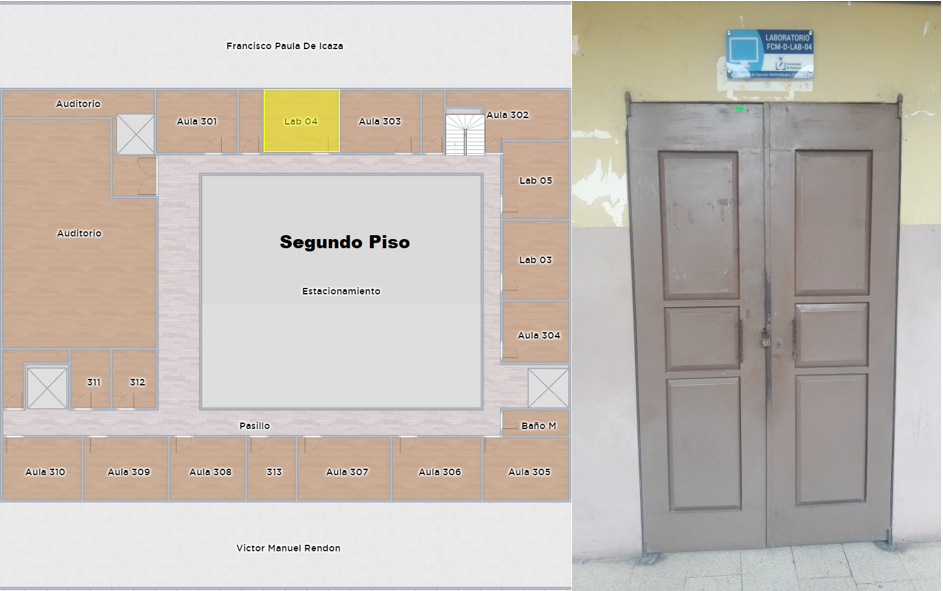 Francisco Paula De Icaza
Auditorio
Aula 301
Lab 04
Aula 303
Aula 302
Lab 05
Auditorio
Segundo Piso
Lab 03
Estacionamiento
Aula 304
311
312
Pasillo
Baño M
Aula 310
Aula 309
Aula 308
313
Aula 307
Aula 306
Aula 305
Victor Manuel Rendon
LABORATORIO
FCM-D-LAB-04